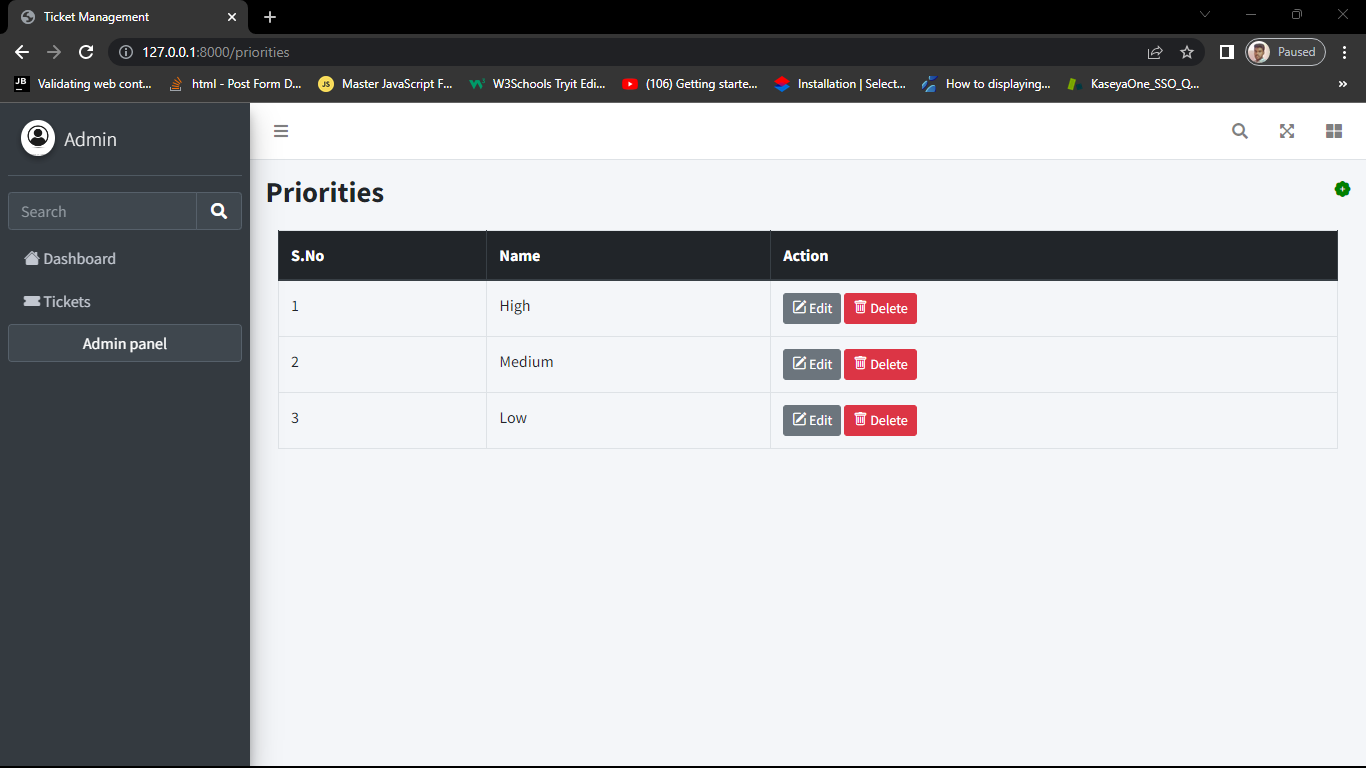 Ticket Management
127.0.0.1:8000/priorities
Paused
JB
Validating web cont...
html - Post Form D...
JS
Master JavaScript F...
W3Schools Tryit Edi...
(106) Getting starte...
Installation | Select...
How to displaying...
KaseyaOne_SSO_Q...
»
Admin
Search
Dashboard
Tickets
Admin panel
Priorities
S.No Name Action
1 High Edit Delete
2 Medium Edit Delete
3 Low Edit Delete